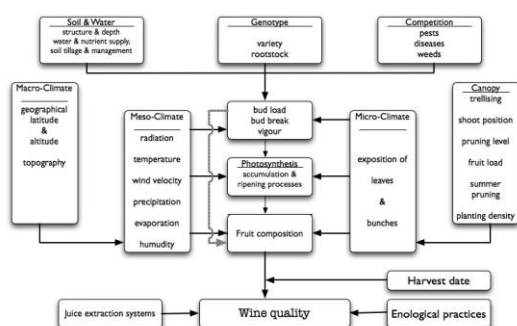 Soil & Water
structure & depth
water & nutrient supply,
soil tillage & management
Genotype
variety
rootstock
Competition
pests
diseases
weeds
Macro-Climate
geographical
latitude
&
altitude
topography
Meso-Climate
radiation
temperature
wind velocity
precipitation
evaporation
humidity
bud load
bud break
vigour
Photosynthesis
accumulation &
ripening processes
Fruit composition
Micro-Climate
exposition of
leaves
&
bunches
Canopy
trellising
shoot position
pruning level
fruit load
summer
pruning
planting density
Harvest date
Juice extraction systems
Wine quality
Enological practices